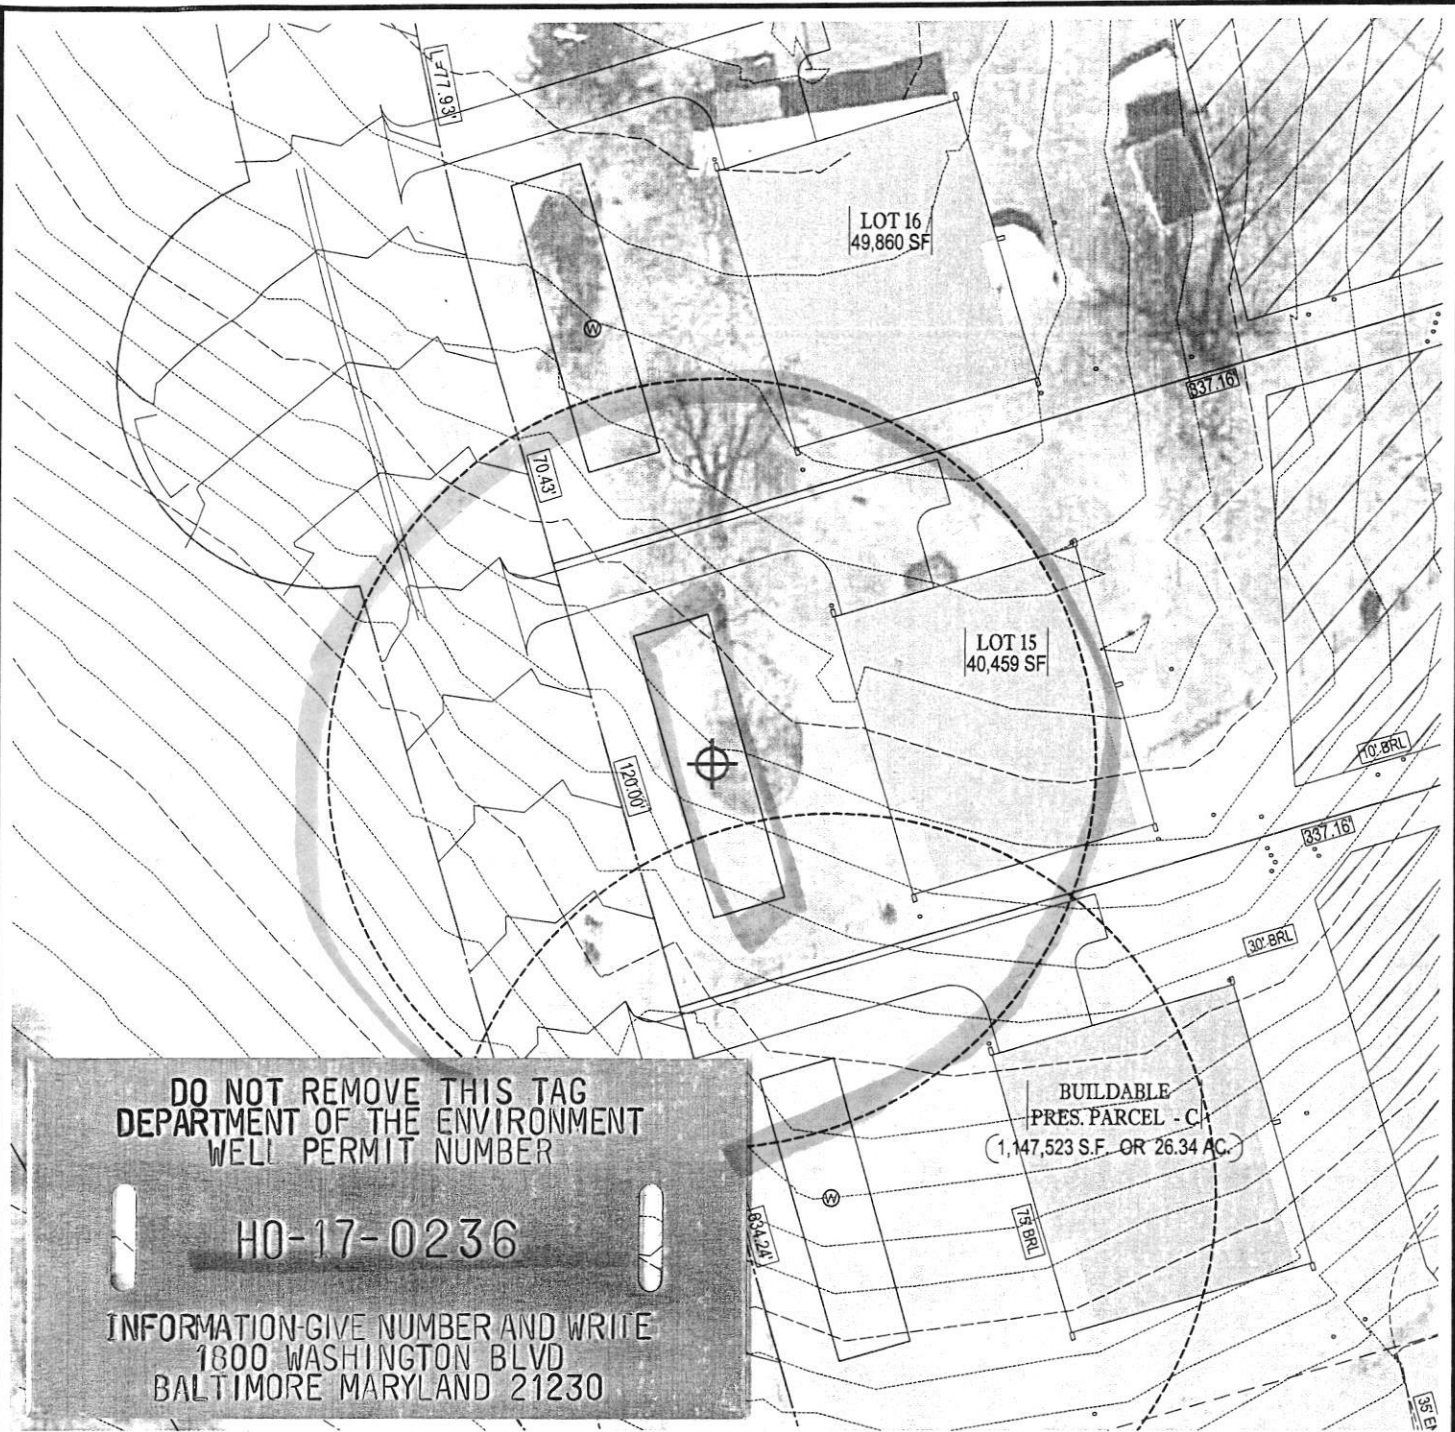 L=77.93'
LOT 16
49,860 SF
W
337.16'
70.43'
LOT 15
40,459 SF
10' BRL
120.00'
337.16'
30' BRL
BUILDABLE
PRES. PARCEL - C
(1,147,523 S.F. OR 26.34 AC.)
W
75' BRL
834.24'
DO NOT REMOVE THIS TAG
DEPARTMENT OF THE ENVIRONMENT
WELL PERMIT NUMBER
HO-17-0236
INFORMATION-GIVE NUMBER AND WRITE
1800 WASHINGTON BLVD
BALTIMORE MARYLAND 21230